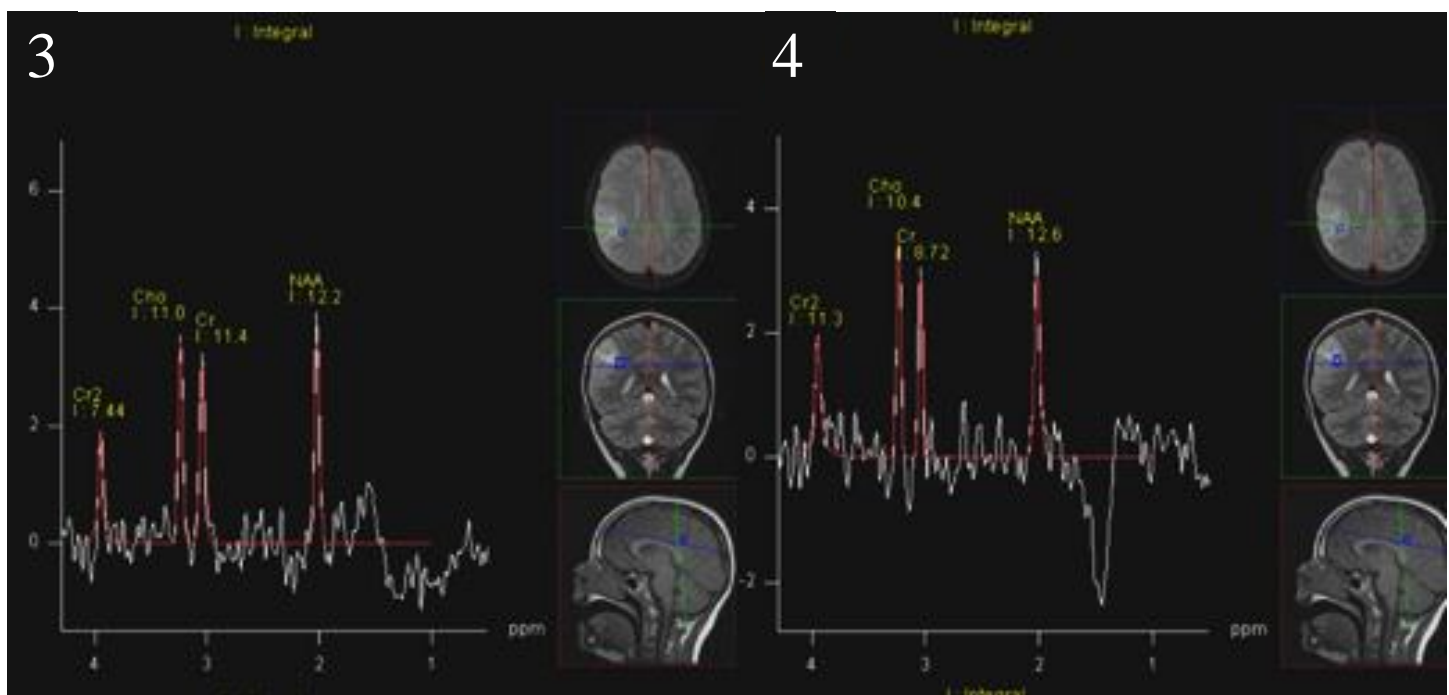 3
I : Integral
6
4
2
0
Cr2
I : 7.44
Cho
I : 11.0
Cr
I : 11.4
NAA
I : 12.2
4
3
2
1
ppm
4
I : Integral
4
2
0
-2
Cr2
I : 11.3
Cho
I : 10.4
Cr
8.72
NAA
I : 12.6
4
3
2
1
ppm
I : Integral